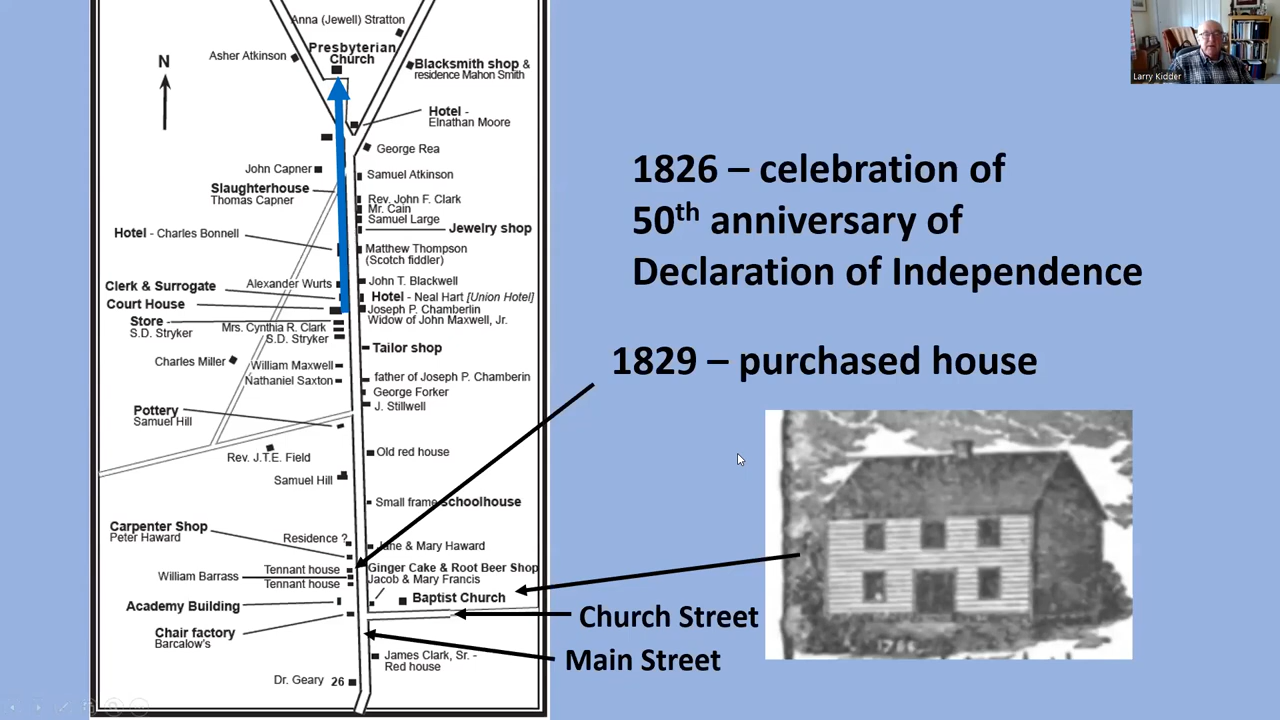 Anna (Jewell) Stratton
Presbyterian
Church
Asher Atkinson
N
Blacksmith shop &
residence Mahon Smith
Hotel -
Elnathan Moore
George Rea
John Capner
Samuel Atkinson
Slaughterhouse
Thomas Capner
Rev. John F. Clark
Mr. Cain
Samuel Large
Jewelry shop
Hotel - Charles Bonnell
Matthew Thompson
(Scotch fiddler)
Clerk & Surrogate
Alexander Wurts
John T. Blackwell
Court House
Hotel - Neal Hart [Union Hotel]
Joseph P. Chamberlin
Widow of John Maxwell, Jr.
Store
S.D. Stryker
Mrs. Cynthia R. Clark
S.D. Stryker
Tailor shop
Charles Miller
William Maxwell
Nathaniel Saxton
father of Joseph P. Chamberin
George Forker
J. Stillwell
Pottery
Samuel Hill
Rev. J.T.E. Field
Old red house
Samuel Hill
Small frame schoolhouse
Carpenter Shop
Peter Haward
Residence ?
Jane & Mary Haward
William Barrass
Tennant house
Tennant house
Ginger Cake & Root Beer Shop
Jacob & Mary Francis
Academy Building
Baptist Church
Chair factory
Barcalow's
James Clark, Sr. -
Red house
Dr. Geary 26
1826 – celebration of
50th anniversary of
Declaration of Independence
1829 – purchased house
Church Street
Main Street
Larry Kidder